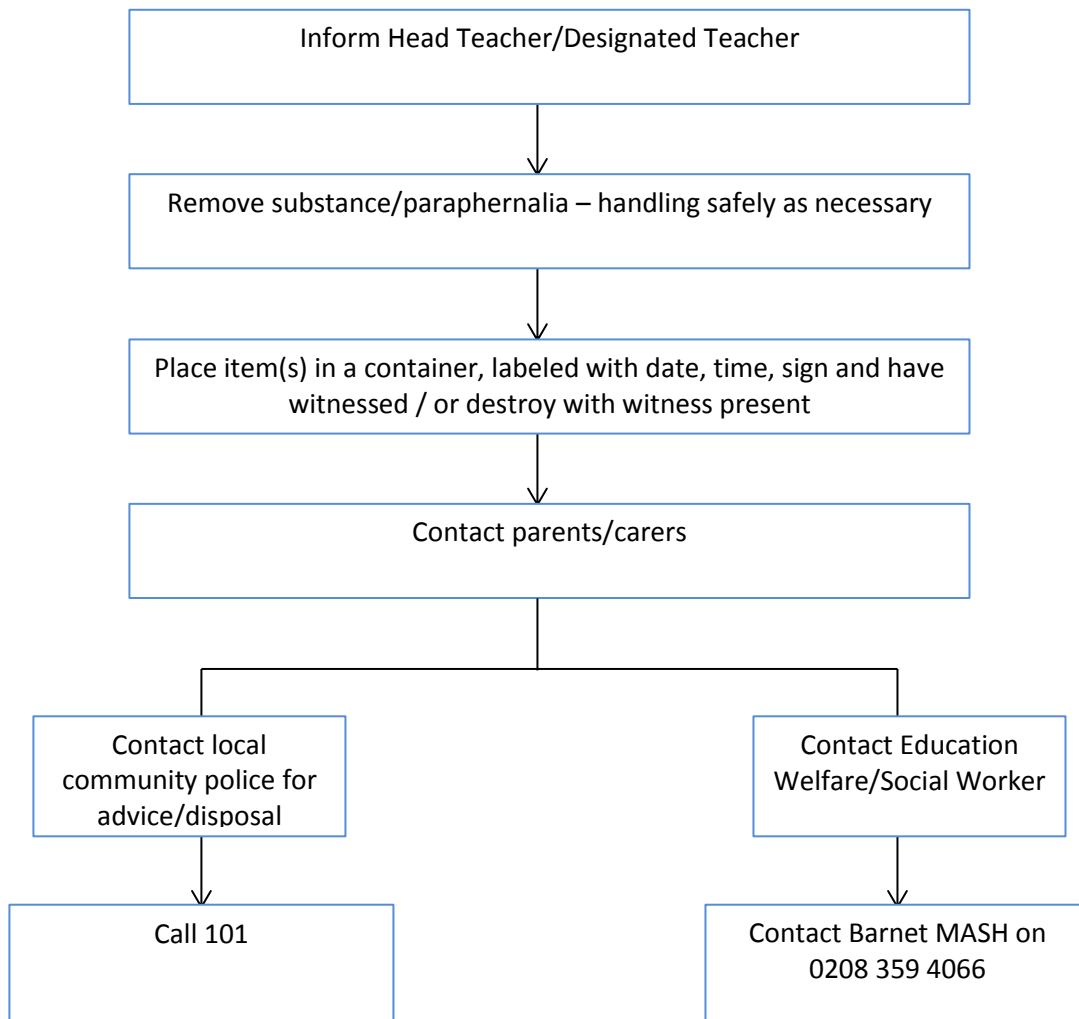 Inform Head Teacher/Designated Teacher
Remove substance/paraphernalia – handling safely as necessary
Place item(s) in a container, labeled with date, time, sign and have
witnessed / or destroy with witness present
Contact parents/carers
Contact local
community police for
advice/disposal
Contact Education
Welfare/Social Worker
Call 101
Contact Barnet MASH on
0208 359 4066